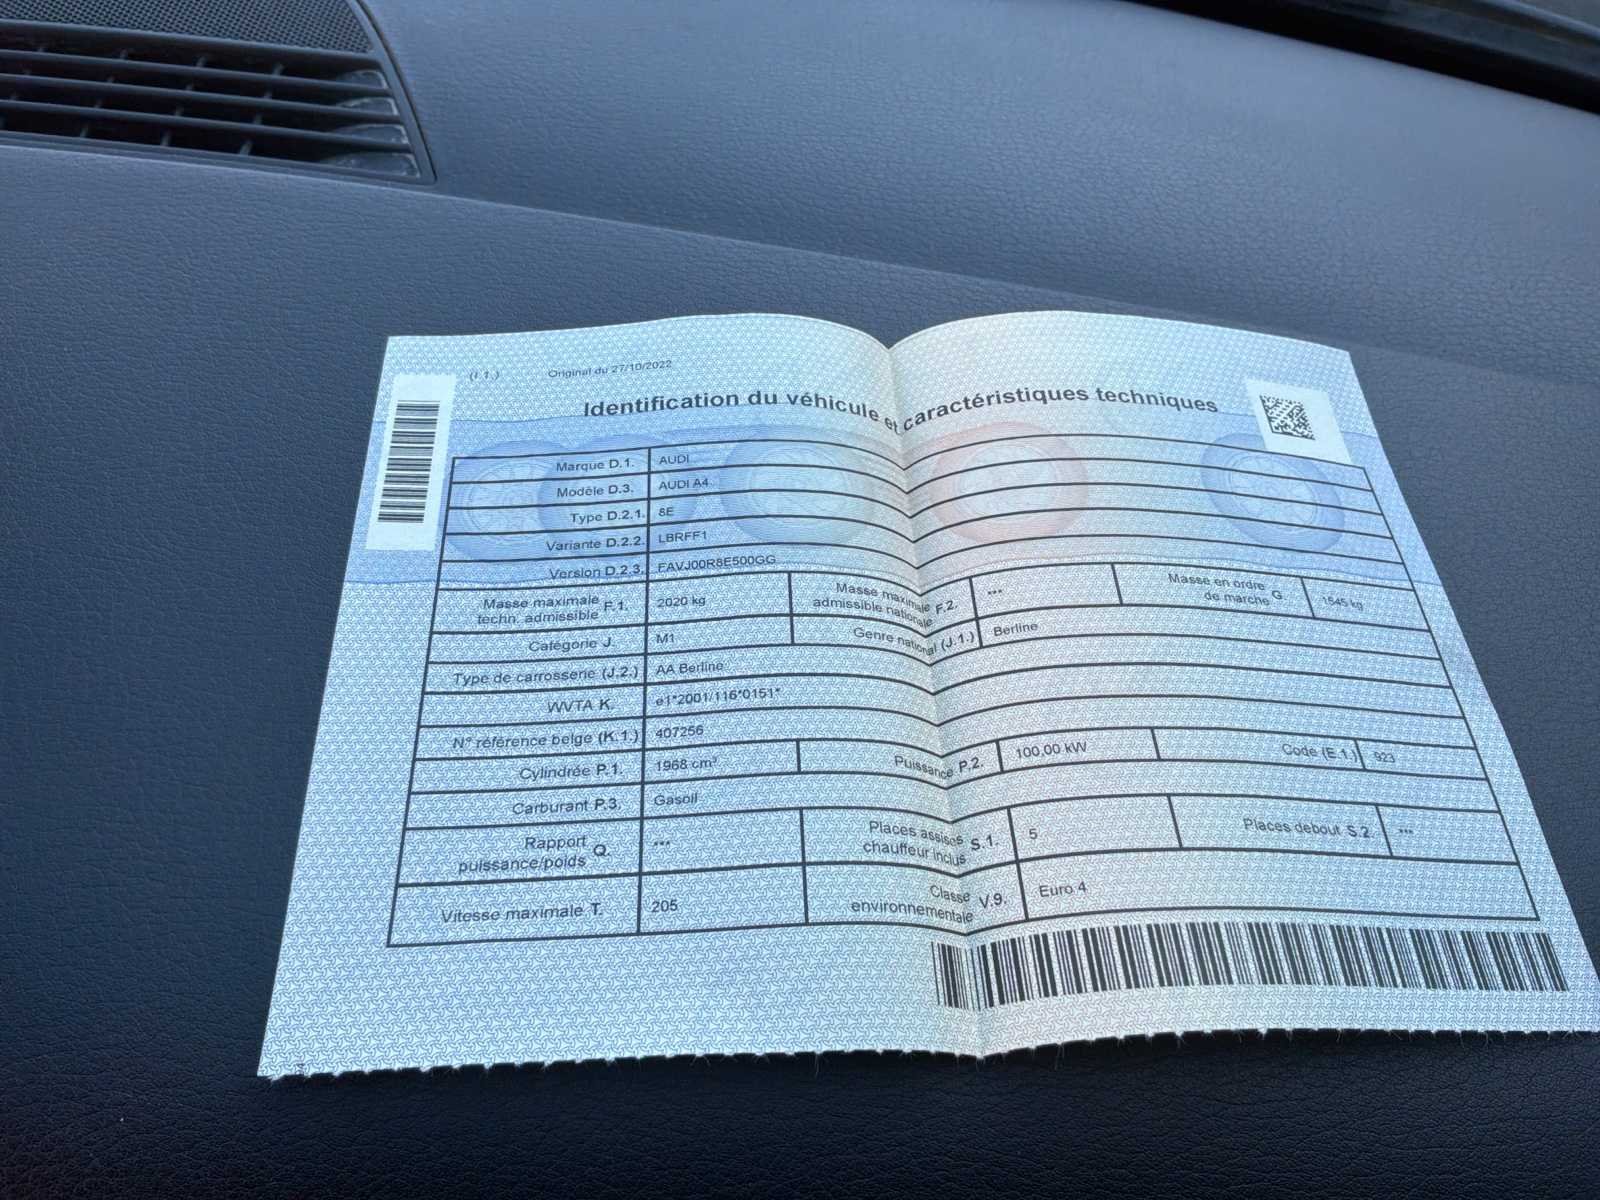 (I.1.) Original du 27/10/2022
Identification du véhicule et caractéristiques techniques
Marque D.1. AUDI
Modèle D.3. AUDI A4
Type D.2.1. 8E
Variante D.2.2. LBRFF1
Version D.2.3. FAVJ00R8E500GG
Masse maximale techn. admissible F.1. 2020 kg Masse maximale admissible nationale F.2. *** Masse en ordre de marche G. 1545 kg
Catégorie J. M1 Genre national (J.1.) Berline
Type de carrosserie (J.2.) AA Berline
WVTA K. e1*2001/116*0151*
N° référence belge (K.1.) 407256
Cylindrée P.1. 1968 cm³ Puissance P.2. 100,00 kW Code (E.1.) 923
Carburant P.3. Gasoil
Rapport puissance/poids Q. *** Places assises chauffeur inclus S.1. 5 Places debout S.2. ***
Vitesse maximale T. 205 Classe environnementale V.9. Euro 4